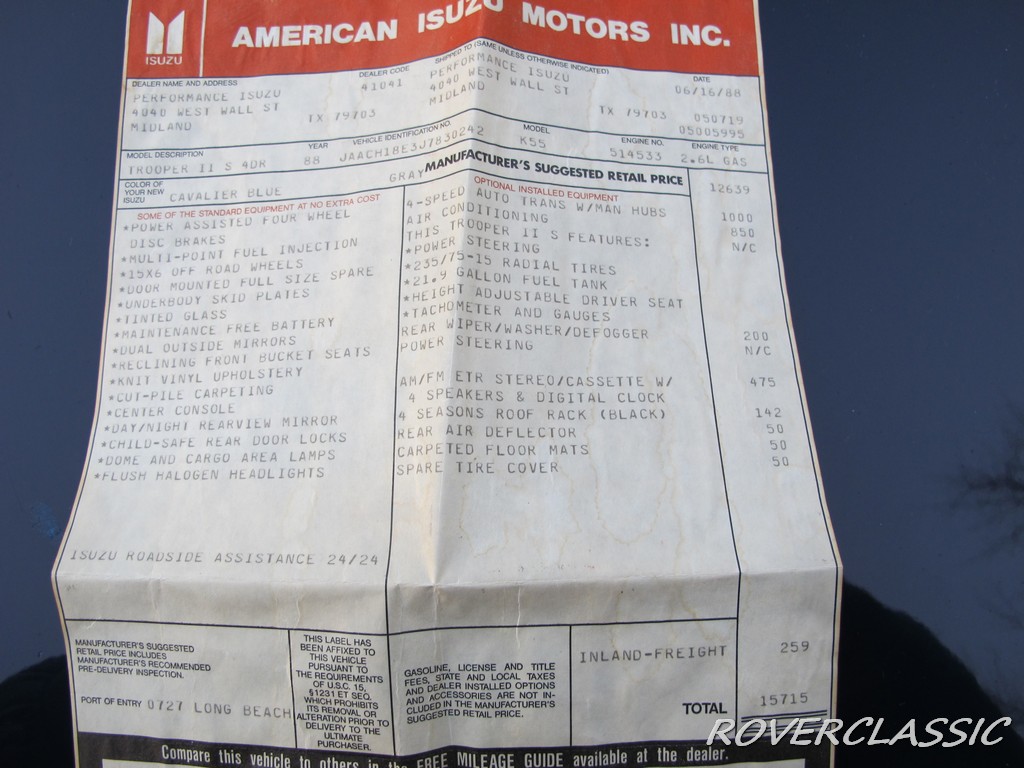 ISUZU
AMERICAN ISUZU MOTORS INC.
DEALER NAME AND ADDRESS
DEALER CODE
SHIPPED TO (SAME UNLESS OTHERWISE INDICATED)
DATE
PERFORMANCE ISUZU
41041
PERFORMANCE ISUZU
06/16/88
4040 WEST WALL ST
4040 WEST WALL ST
MIDLAND
TX 79703
MIDLAND
TX 79703
050719
05005995
MODEL DESCRIPTION
YEAR
VEHICLE IDENTIFICATION NO.
MODEL
ENGINE NO.
ENGINE TYPE
TROOPER II S 4DR
88
JAACH18E3J7830242
K55
514533
2.6L GAS
COLOR OF
YOUR NEW
ISUZU
CAVALIER BLUE
GRAY
MANUFACTURER'S SUGGESTED RETAIL PRICE
12639
SOME OF THE STANDARD EQUIPMENT AT NO EXTRA COST
*POWER ASSISTED FOUR WHEEL
DISC BRAKES
*MULTI-POINT FUEL INJECTION
*15X6 OFF ROAD WHEELS
*DOOR MOUNTED FULL SIZE SPARE
*UNDERBODY SKID PLATES
*TINTED GLASS
*MAINTENANCE FREE BATTERY
*DUAL OUTSIDE MIRRORS
*RECLINING FRONT BUCKET SEATS
*KNIT VINYL UPHOLSTERY
*CUT-PILE CARPETING
*CENTER CONSOLE
*DAY/NIGHT REARVIEW MIRROR
*CHILD-SAFE REAR DOOR LOCKS
*DOME AND CARGO AREA LAMPS
*FLUSH HALOGEN HEADLIGHTS
ISUZU ROADSIDE ASSISTANCE 24/24
OPTIONAL INSTALLED EQUIPMENT
4-SPEED AUTO TRANS W/MAN HUBS 1000
AIR CONDITIONING 850
THIS TROOPER II S FEATURES: N/C
*POWER STEERING
*235/75-15 RADIAL TIRES
*21.9 GALLON FUEL TANK
*HEIGHT ADJUSTABLE DRIVER SEAT
*TACHOMETER AND GAUGES
REAR WIPER/WASHER/DEFOGGER 200
POWER STEERING N/C
AM/FM ETR STEREO/CASSETTE W/ 475
4 SPEAKERS & DIGITAL CLOCK
4 SEASONS ROOF RACK (BLACK) 142
REAR AIR DEFLECTOR 50
CARPETED FLOOR MATS 50
SPARE TIRE COVER 50
MANUFACTURER'S SUGGESTED
RETAIL PRICE INCLUDES
MANUFACTURER'S RECOMMENDED
PRE-DELIVERY INSPECTION.
PORT OF ENTRY 0727 LONG BEACH
THIS LABEL HAS
BEEN AFFIXED TO
THIS VEHICLE
PURSUANT TO
THE REQUIREMENTS
OF U.S.C. 15,
§1231 ET SEQ.
WHICH PROHIBITS
ITS REMOVAL OR
ALTERATION PRIOR TO
DELIVERY TO THE
ULTIMATE
PURCHASER.
GASOLINE, LICENSE AND TITLE
FEES, STATE AND LOCAL TAXES
AND DEALER INSTALLED OPTIONS
AND ACCESSORIES ARE NOT IN-
CLUDED IN THE MANUFACTURER'S
SUGGESTED RETAIL PRICE.
INLAND-FREIGHT 259
TOTAL 15715
Compare this vehicle to others in the FREE MILEAGE GUIDE available at the dealer.
ROVERCLASSIC